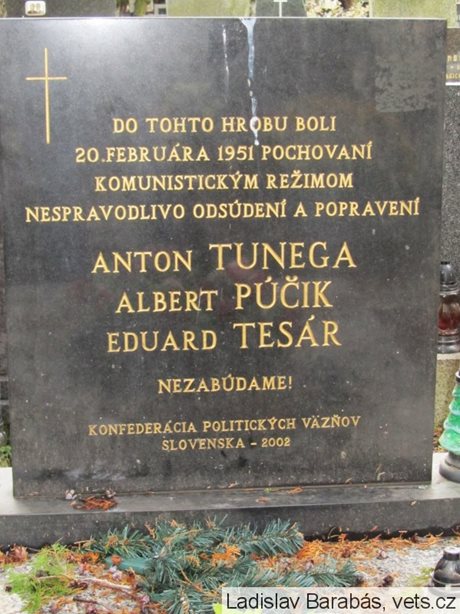 DO TOHTO HROBU BOLI
20. FEBRUÁRA 1951 POCHOVANÍ
KOMUNISTICKÝM REŽIMOM
NESPRAVODLIVO ODSÚDENÍ A POPRAVENÍ
ANTON TUNEGA
ALBERT PÚČIK
EDUARD TESÁR
NEZABÚDAME!
KONFEDERÁCIA POLITICKÝCH VÄZŇOV
SLOVENSKA – 2002
Ladislav Barabás, vets.cz